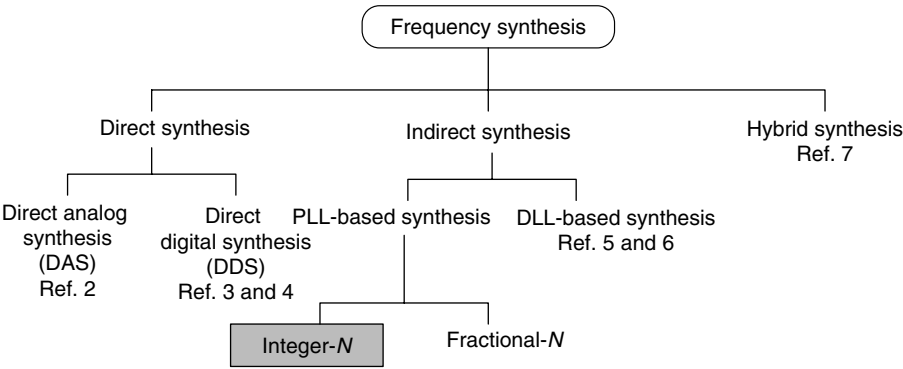 Frequency synthesis
Direct synthesis
Indirect synthesis
Hybrid synthesis
Ref. 7
Direct analog
synthesis
(DAS)
Ref. 2
Direct
digital synthesis
(DDS)
Ref. 3 and 4
PLL-based synthesis
DLL-based synthesis
Ref. 5 and 6
Integer-N
Fractional-N